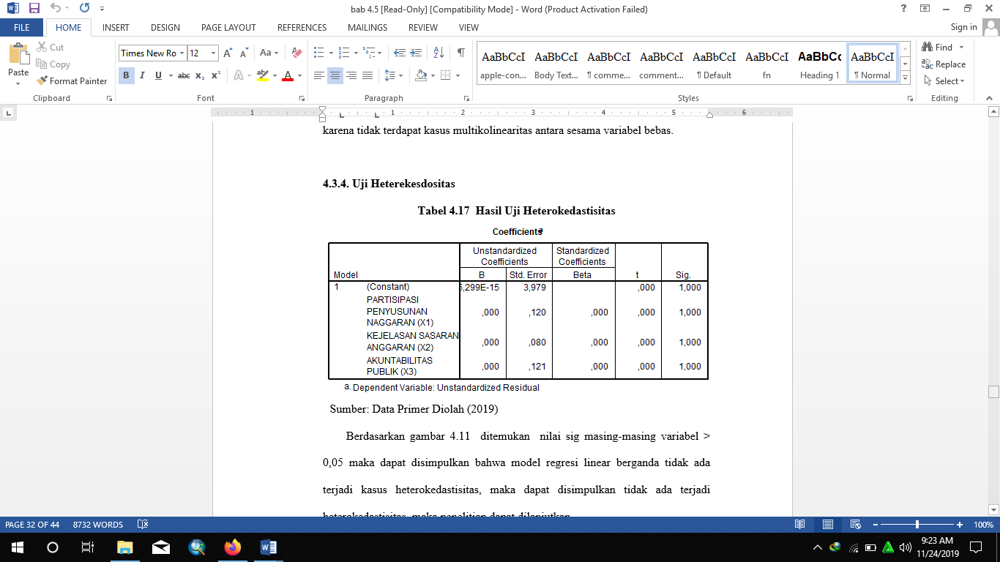 bab 4.5 [Read-Only] [Compatibility Mode] - Word (Product Activation Failed)
FILE HOME INSERT DESIGN PAGE LAYOUT REFERENCES MAILINGS REVIEW VIEW Sign in
Paste
Cut
Copy
Format Painter
Times New Ro 12
AaBbCcI AaBbCcI AaBbCcI AaBbCcI AaBbCcI AaBbCcI AaBbCc AaBbCcI
apple-con... Body Text... ¶ comme... comment... ¶ Default fn Heading 1 ¶ Normal
Find
Replace
Select
Clipboard Font Paragraph Styles Editing
1 1 2 3 4 5 6
karena tidak terdapat kasus multikolinearitas antara sesama variabel bebas.
4.3.4. Uji Heterekesdositas
Tabel 4.17 Hasil Uji Heterokedastisitas
Coefficientsa
Model Unstandardized Coefficients Standardized Coefficients t Sig.
B Std. Error Beta
1 (Constant) 5,299E-15 3,979 ,000 1,000
PARTISIPASI
PENYUSUNAN
NAGGARAN (X1) ,000 ,120 ,000 ,000 1,000
KEJELASAN SASARAN
ANGGARAN (X2) ,000 ,080 ,000 ,000 1,000
AKUNTABILITAS
PUBLIK (X3) ,000 ,121 ,000 ,000 1,000
a. Dependent Variable: Unstandardized Residual
Sumber: Data Primer Diolah (2019)
Berdasarkan gambar 4.11 ditemukan nilai sig masing-masing variabel >
0,05 maka dapat disimpulkan bahwa model regresi linear berganda tidak ada
terjadi kasus heterokedastisitas, maka dapat disimpulkan tidak ada terjadi
heterokedastisitas, maka penelitian dapat dilanjutkan
PAGE 32 OF 44 8732 WORDS 100%
9:23 AM
11/24/2019